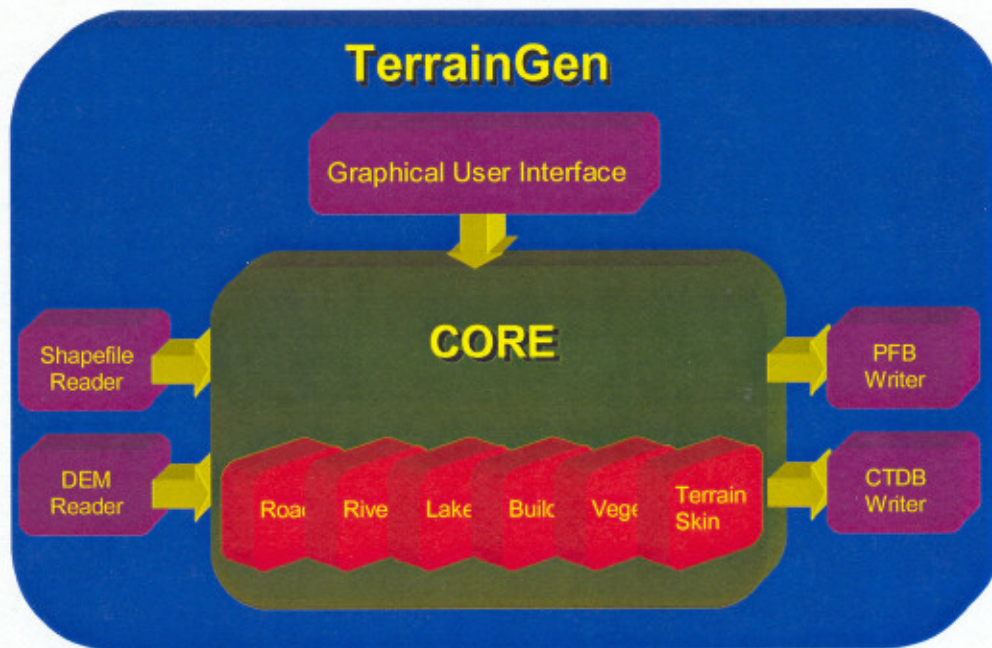 TerrainGen
Graphical User Interface
CORE
Shapefile
Reader
PFB
Writer
DEM
Reader
CTDB
Writer
Roa
Rive
Lake
Build
Vege
Terrain
Skin